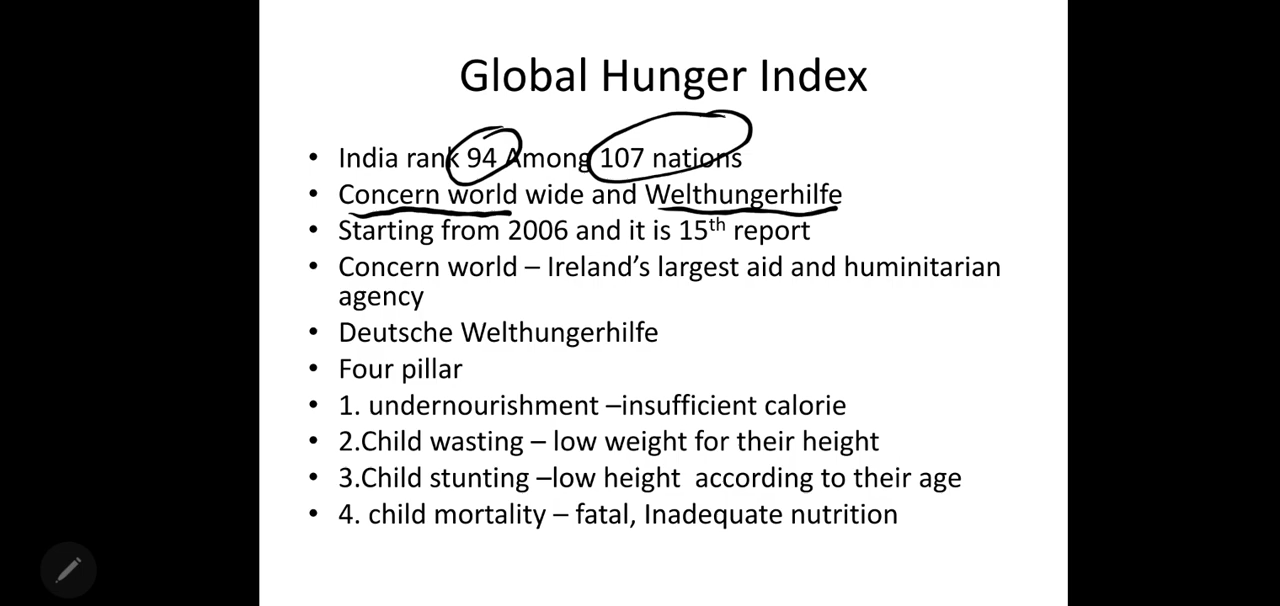 Global Hunger Index
• India rank 94 Among 107 nations
• Concern world wide and Welthungerhilfe
• Starting from 2006 and it is 15th report
• Concern world – Ireland's largest aid and huminitarian
agency
• Deutsche Welthungerhilfe
• Four pillar
• 1. undernourishment –insufficient calorie
• 2.Child wasting – low weight for their height
• 3.Child stunting –low height according to their age
• 4. child mortality – fatal, Inadequate nutrition